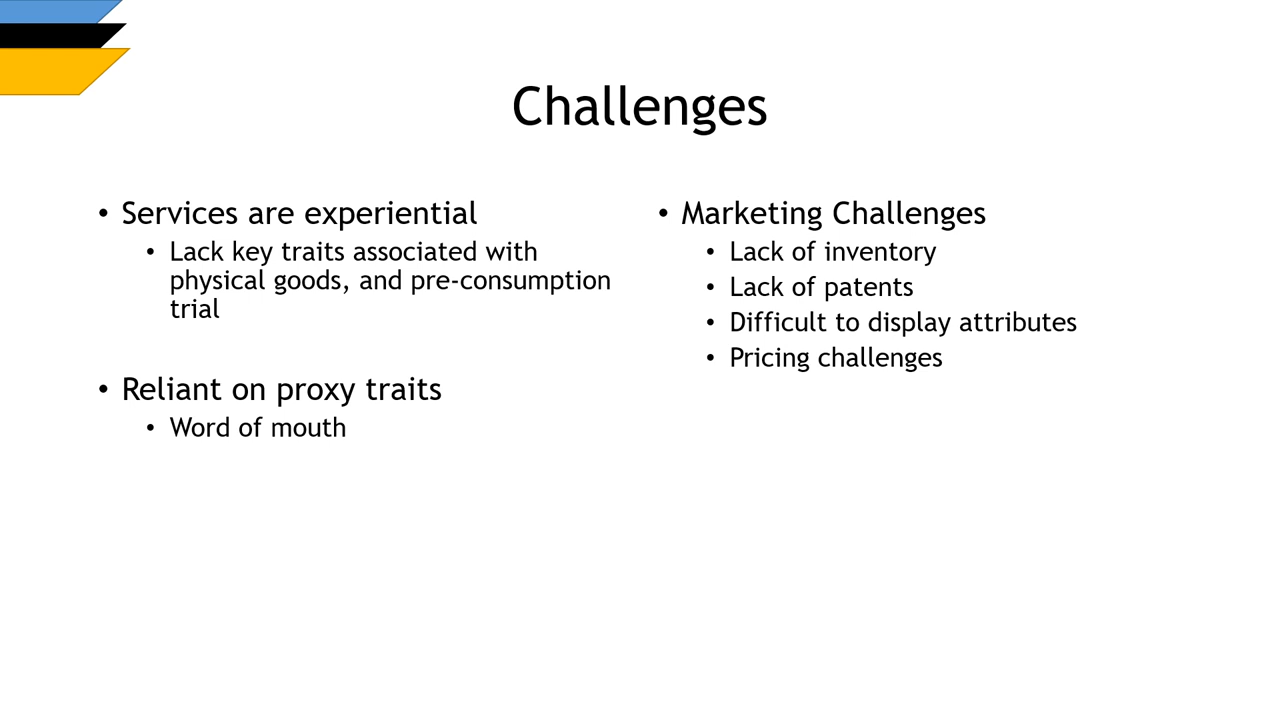 Challenges
• Services are experiential
• Lack key traits associated with
physical goods, and pre-consumption
trial
• Reliant on proxy traits
• Word of mouth
• Marketing Challenges
• Lack of inventory
• Lack of patents
• Difficult to display attributes
• Pricing challenges